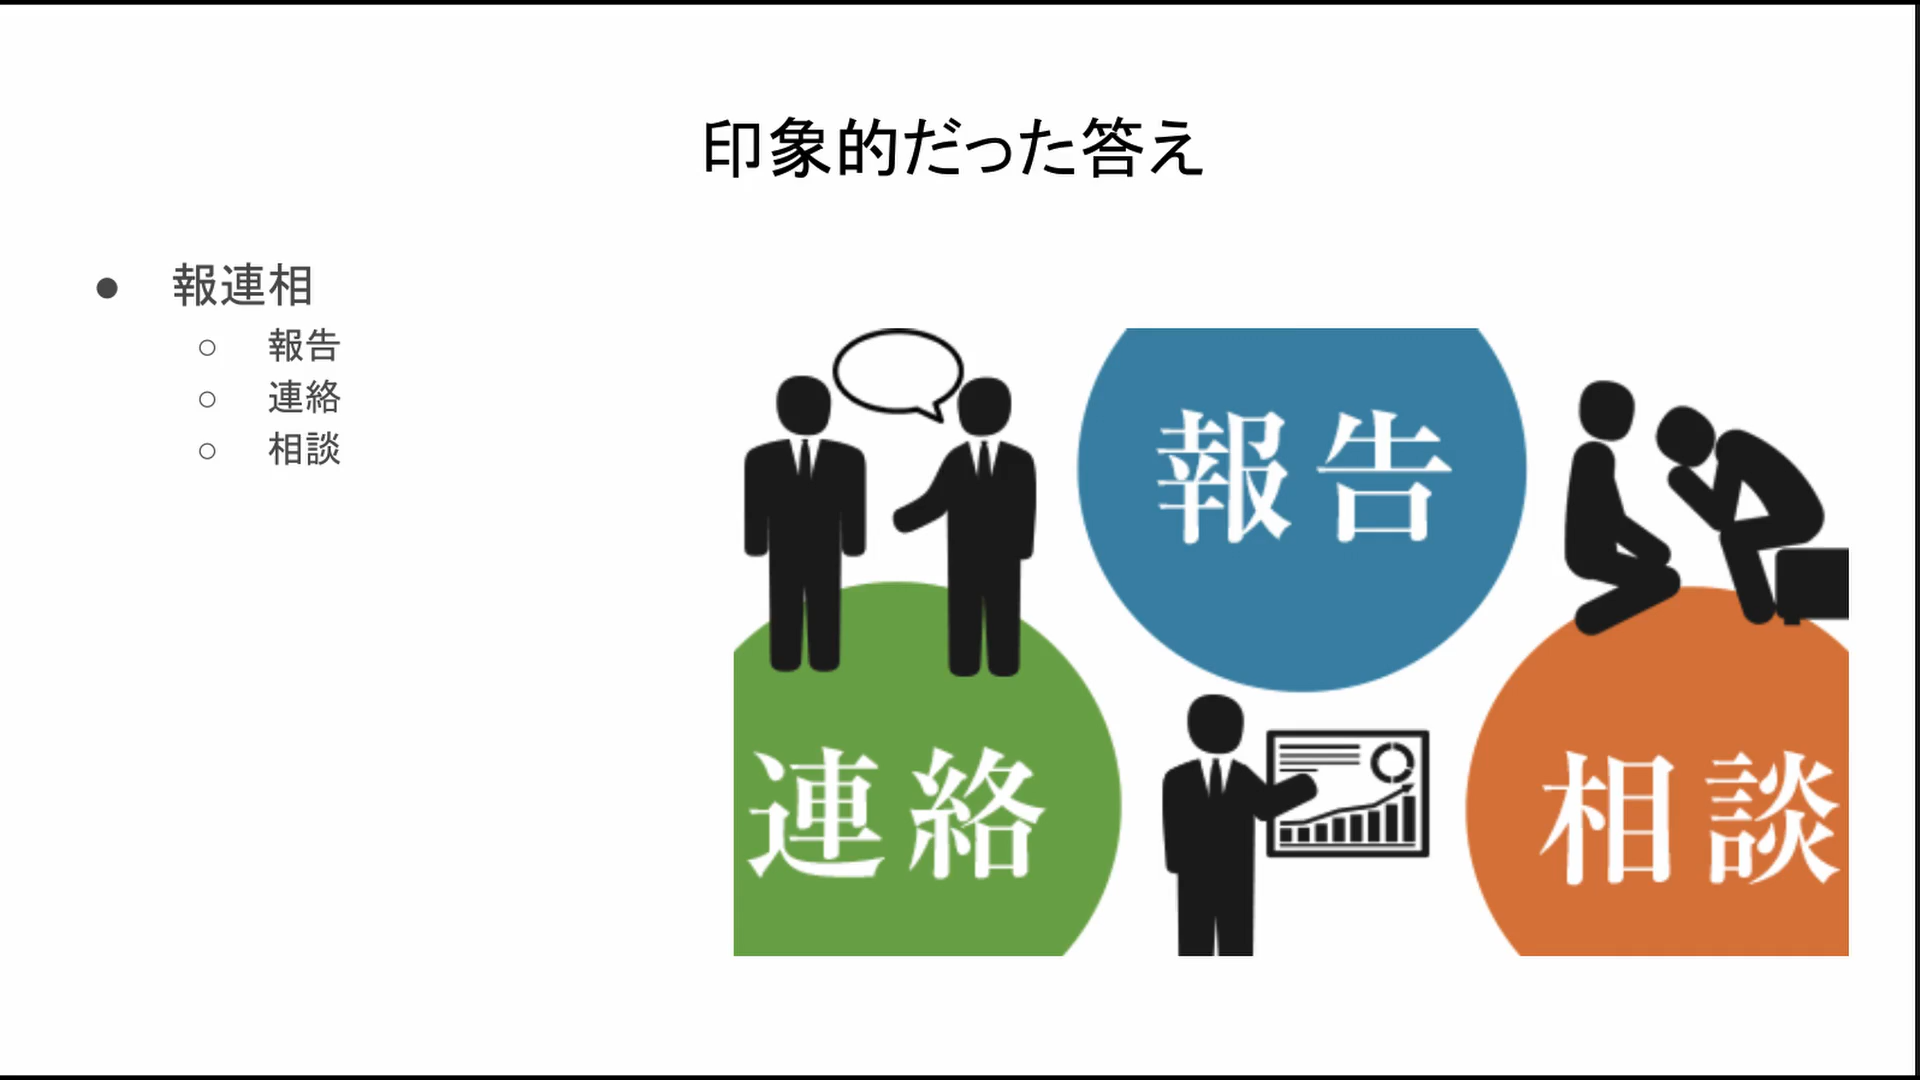 印象的だった答え
報連相
報告
連絡
相談
報告
連絡
相談